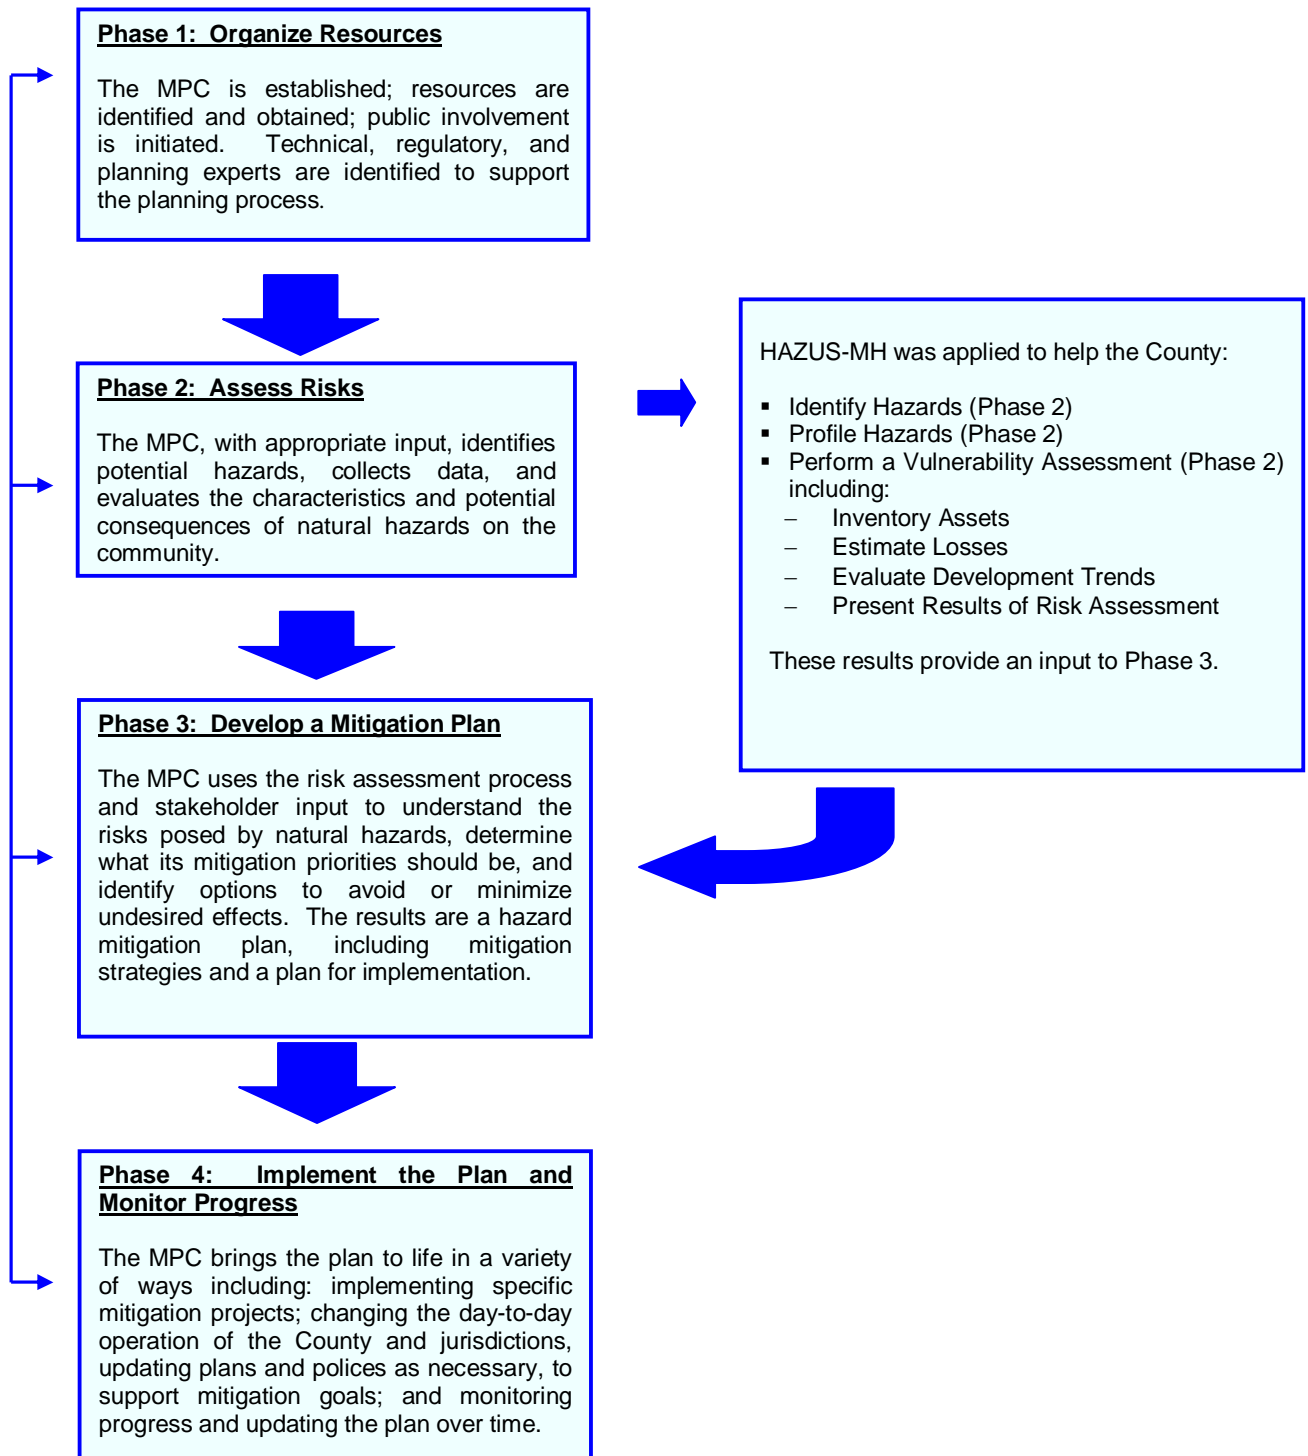 Phase 1: Organize Resources
The MPC is established; resources are
identified and obtained; public involvement
is initiated. Technical, regulatory, and
planning experts are identified to support
the planning process.
Phase 2: Assess Risks
The MPC, with appropriate input, identifies
potential hazards, collects data, and
evaluates the characteristics and potential
consequences of natural hazards on the
community.
HAZUS-MH was applied to help the County:
▪ Identify Hazards (Phase 2)
▪ Profile Hazards (Phase 2)
▪ Perform a Vulnerability Assessment (Phase 2)
including:
– Inventory Assets
– Estimate Losses
– Evaluate Development Trends
– Present Results of Risk Assessment
These results provide an input to Phase 3.
Phase 3: Develop a Mitigation Plan
The MPC uses the risk assessment process
and stakeholder input to understand the
risks posed by natural hazards, determine
what its mitigation priorities should be, and
identify options to avoid or minimize
undesired effects. The results are a hazard
mitigation plan, including mitigation
strategies and a plan for implementation.
Phase 4: Implement the Plan and
Monitor Progress
The MPC brings the plan to life in a variety
of ways including: implementing specific
mitigation projects; changing the day-to-day
operation of the County and jurisdictions,
updating plans and polices as necessary, to
support mitigation goals; and monitoring
progress and updating the plan over time.